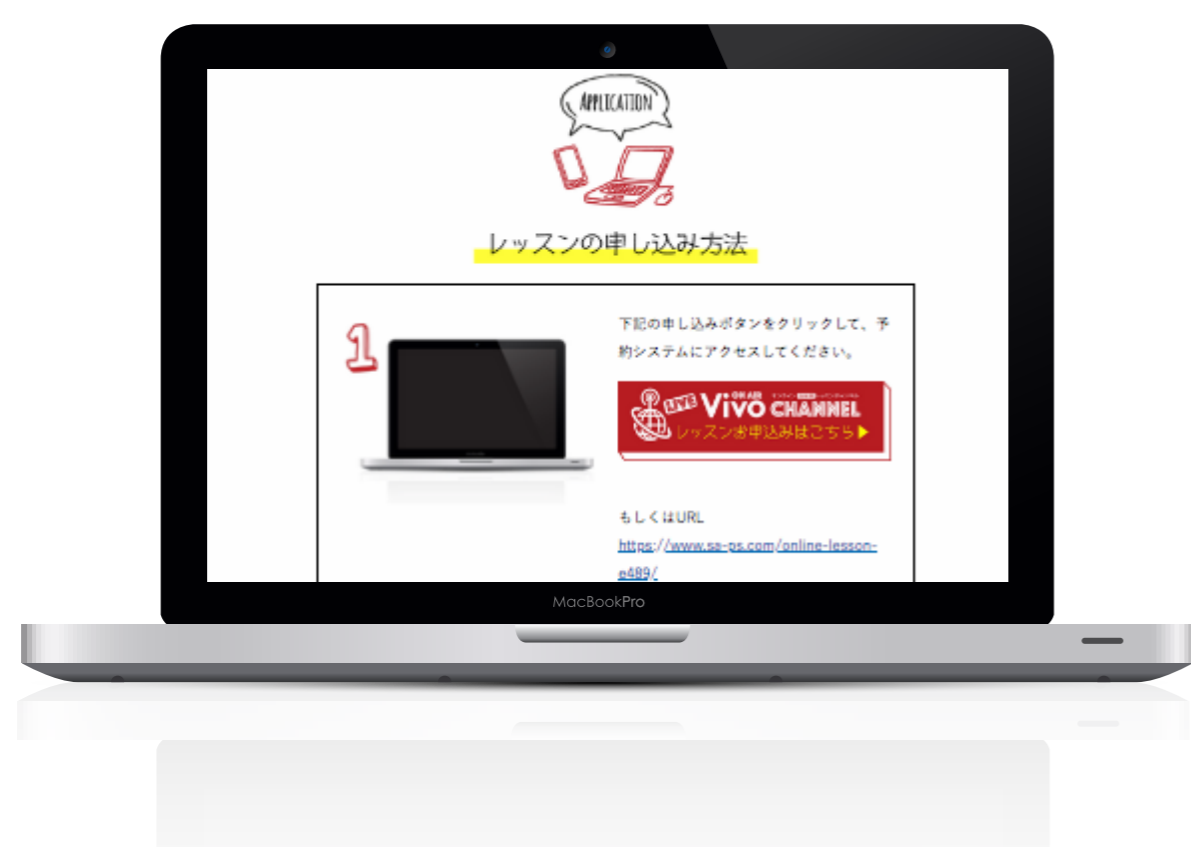 APPLICATION
レッスンの申し込み方法
1
下記の申し込みボタンをクリックして、予
約システムにアクセスしてください。
LIVE ON AIR
Vivo CHANNEL
レッスンお申込みはこちら▶
もしくはURL
https://www.sa-ps.com/online-lesson-
e489/
MacBookPro